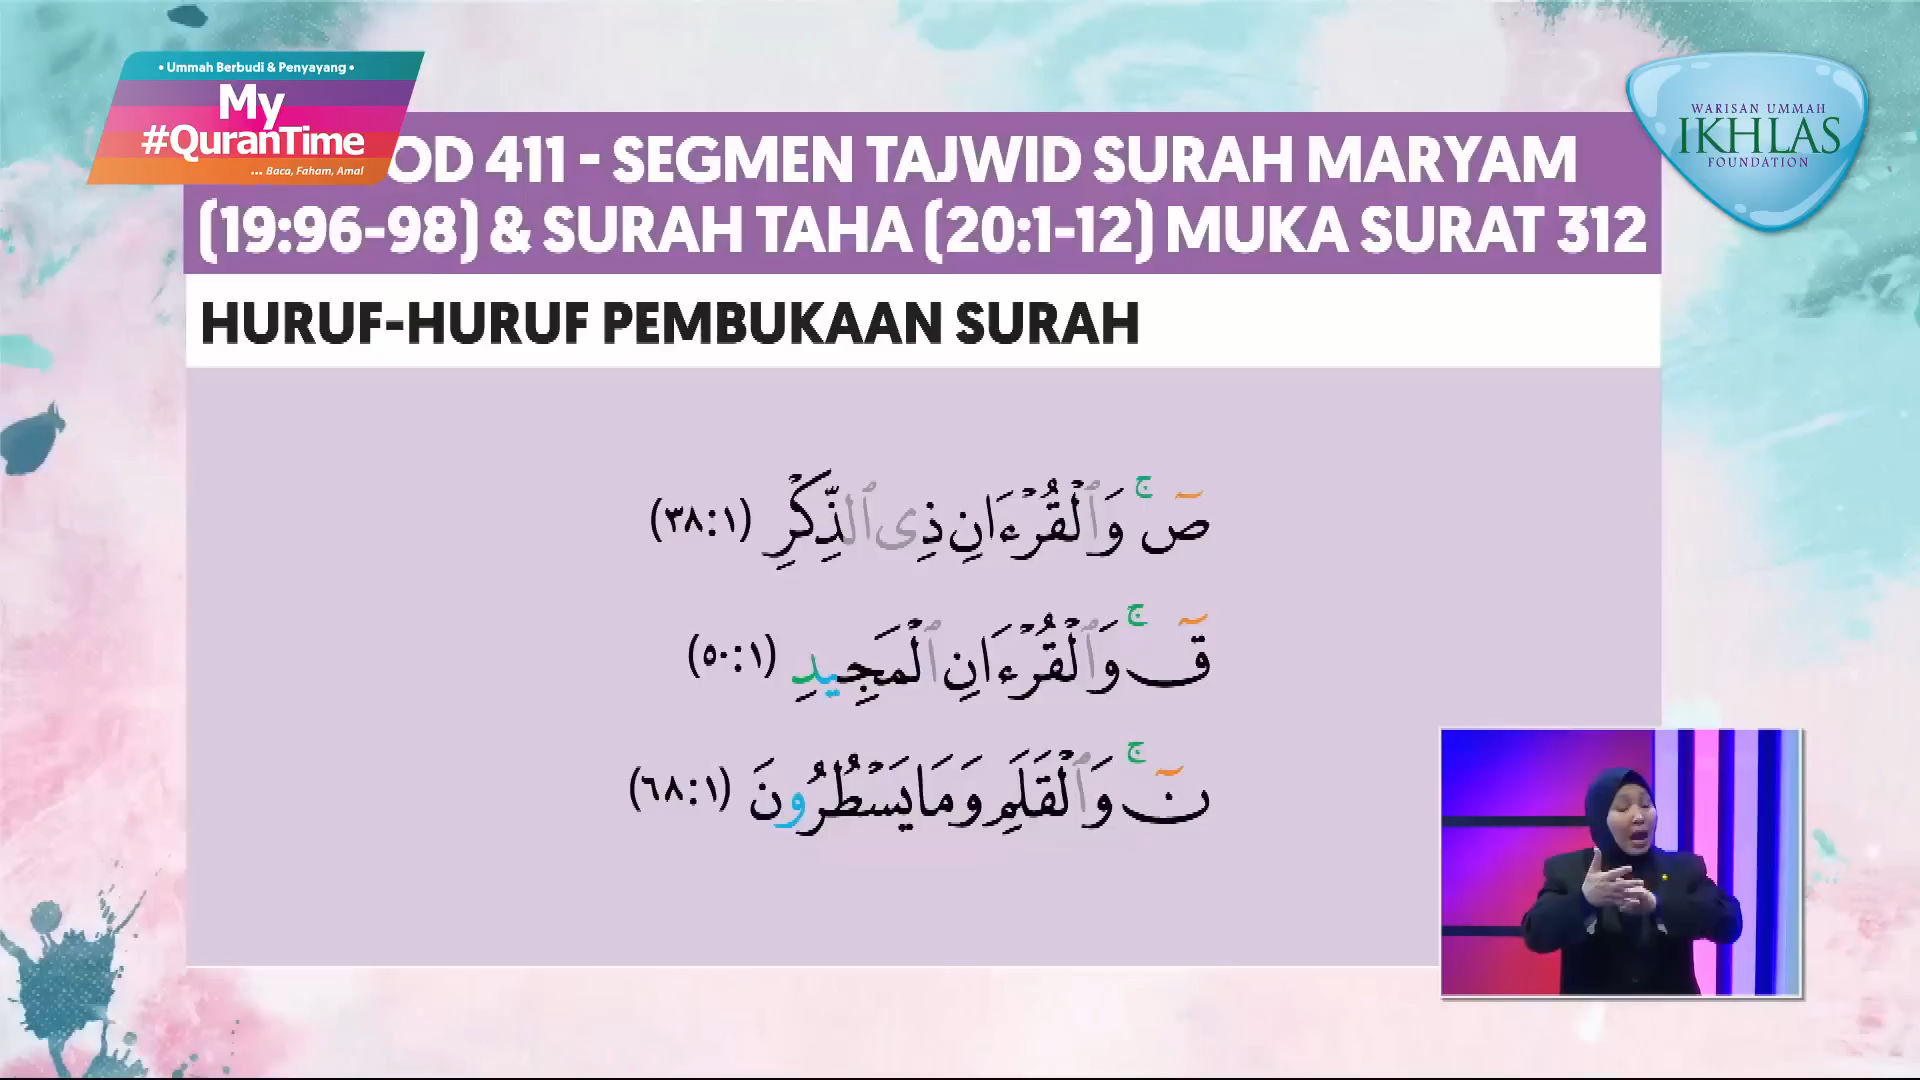 • Ummah Berbudi & Penyayang •
My
#QuranTime
... Baca, Faham, Amal
WARISAN UMMAH
IKHLAS
FOUNDATION
OD 411 - SEGMEN TAJWID SURAH MARYAM
(19:96-98) & SURAH TAHA (20:1-12) MUKA SURAT 312
HURUF-HURUF PEMBUKAAN SURAH
صٓ ۚ وَٱلْقُرْءَانِ ذِى ٱلذِّكْرِ (٣٨:١)
قٓ ۚ وَٱلْقُرْءَانِ ٱلْمَجِيدِ (٥٠:١)
نٓ ۚ وَٱلْقَلَمِ وَمَا يَسْطُرُونَ (٦٨:١)